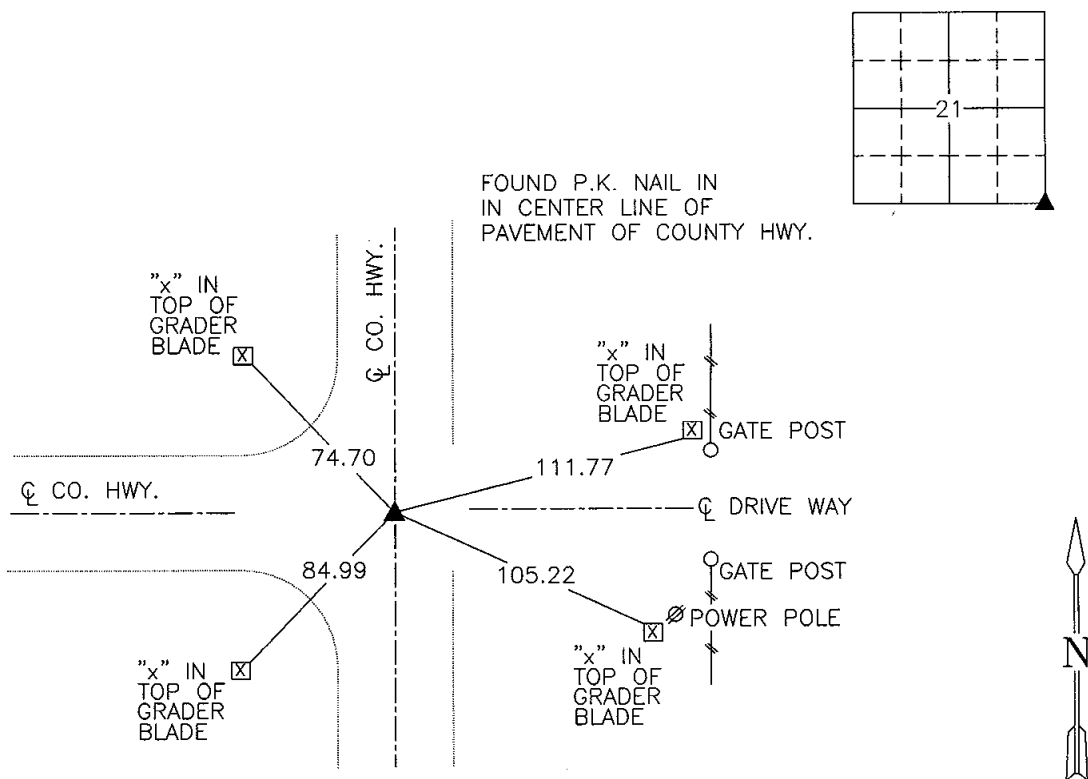 21
FOUND P.K. NAIL IN
IN CENTER LINE OF
PAVEMENT OF COUNTY HWY.
"x" IN
TOP OF
GRADER
BLADE
X
℄ CO. HWY.
"x" IN
TOP OF
GRADER
BLADE
X
GATE POST
74.70
111.77
℄ CO. HWY.
℄ DRIVE WAY
84.99
105.22
GATE POST
POWER POLE
X
"x" IN
TOP OF
GRADER
BLADE
X
"x" IN
TOP OF
GRADER
BLADE
N